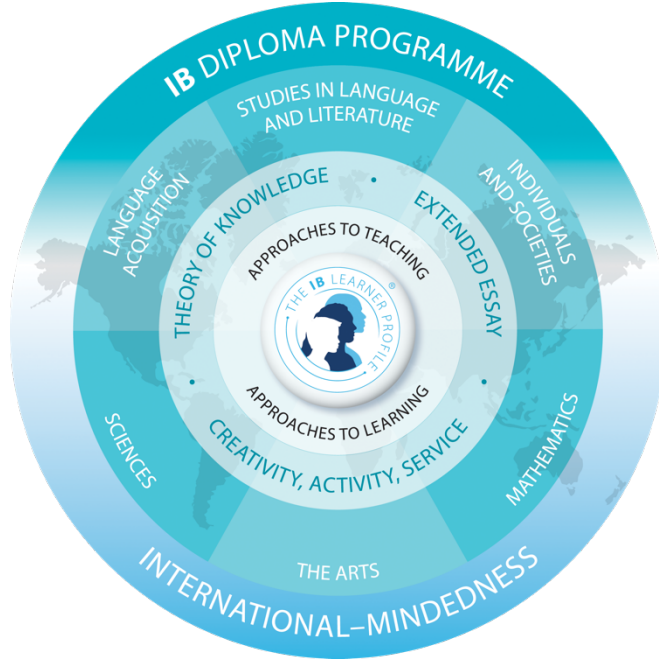 IB DIPLOMA PROGRAMME
STUDIES IN LANGUAGE
AND LITERATURE
LANGUAGE
ACQUISITION
INDIVIDUALS
AND SOCIETIES
THEORY OF KNOWLEDGE
•
EXTENDED ESSAY
APPROACHES TO TEACHING
THE IB LEARNER PROFILE ®
APPROACHES TO LEARNING
•
•
CREATIVITY, ACTIVITY, SERVICE
SCIENCES
MATHEMATICS
THE ARTS
INTERNATIONAL–MINDEDNESS